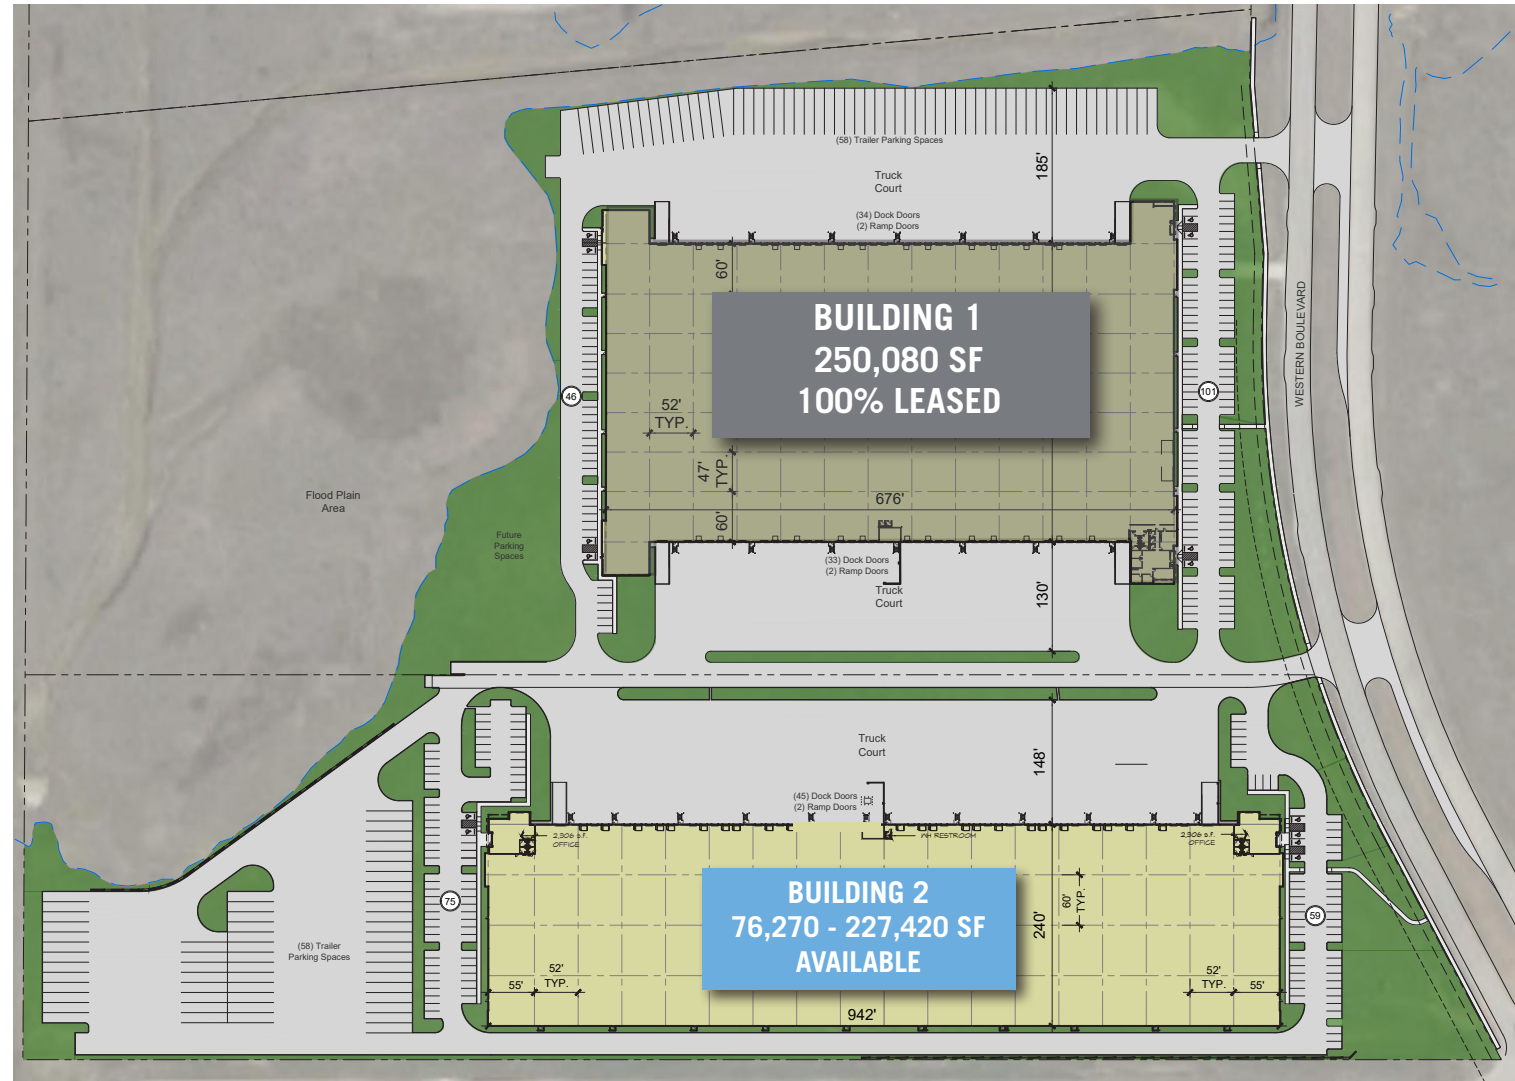 (58) Trailer Parking Spaces
185'
Truck
Court
(34) Dock Doors
(2) Ramp Doors
60'
BUILDING 1
250,080 SF
100% LEASED
WESTERN BOULEVARD
46
101
52'
TYP.
47'
TYP.
676'
60'
Flood Plain
Area
Future
Parking
Spaces
(33) Dock Doors
(2) Ramp Doors
Truck
Court
130'
Truck
Court
148'
(45) Dock Doors
(2) Ramp Doors
2,306 s.f.
OFFICE
WH RESTROOM
2,306 s.f.
OFFICE
BUILDING 2
76,270 - 227,420 SF
AVAILABLE
60'
TYP.
240'
75
59
(58) Trailer
Parking Spaces
52'
TYP.
55'
52'
TYP.
55'
942'